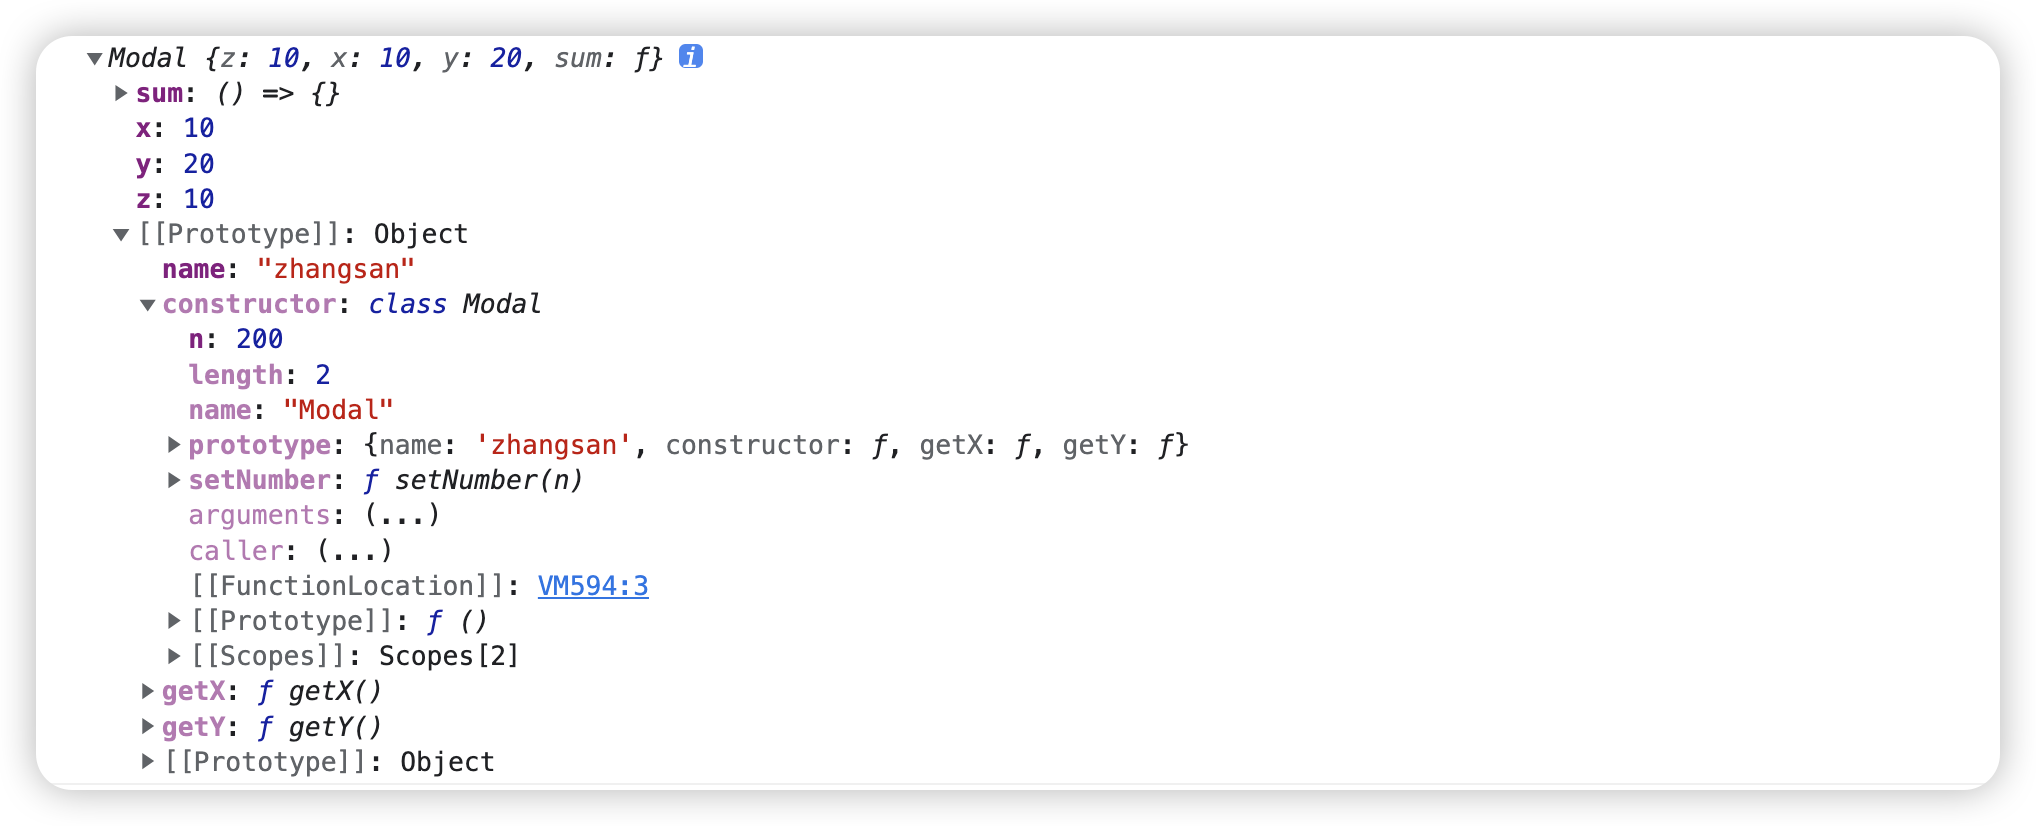 Modal {z: 10, x: 10, y: 20, sum: ƒ} i
sum: () => {}
x: 10
y: 20
z: 10
[[Prototype]]: Object
name: "zhangsan"
constructor: class Modal
n: 200
length: 2
name: "Modal"
prototype: {name: 'zhangsan', constructor: ƒ, getX: ƒ, getY: ƒ}
setNumber: ƒ setNumber(n)
arguments: (...)
caller: (...)
[[FunctionLocation]]: VM594:3
[[Prototype]]: ƒ ()
[[Scopes]]: Scopes[2]
getX: ƒ getX()
getY: ƒ getY()
[[Prototype]]: Object